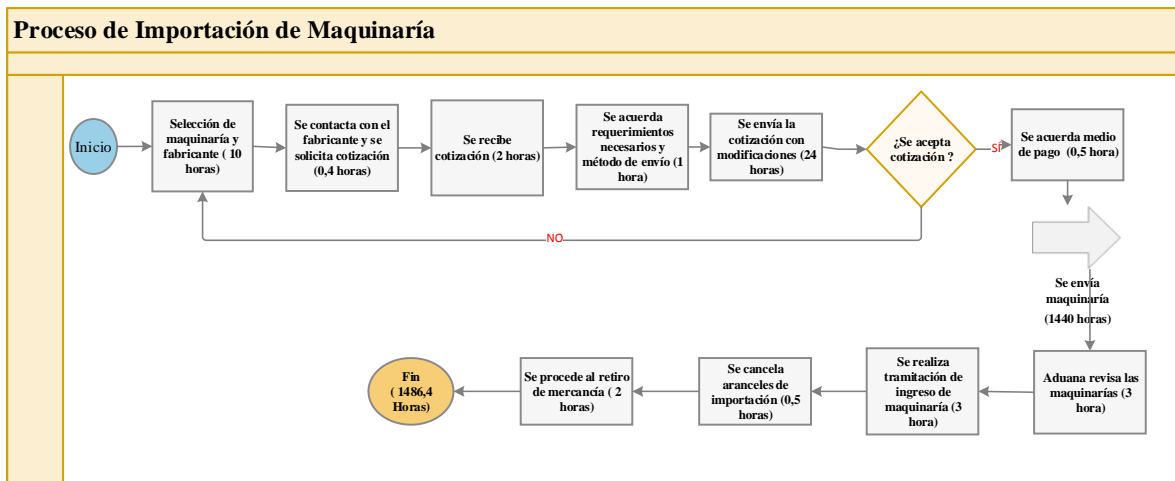 Proceso de Importación de Maquinaría
Inicio
Selección de
maquinaría y
fabricante ( 10
horas)
Se contacta con el
fabricante y se
solicita cotización
(0,4 horas)
Se recibe
cotización (2 horas)
Se acuerda
requerimientos
necesarios y
método de envío (1
hora)
Se envía la
cotización con
modificaciones (24
horas)
¿Se acepta
cotización ?
SÍ
Se acuerda medio
de pago (0,5 hora)
NO
Se envía
maquinaría
(1440 horas)
Aduana revisa las
maquinarías (3
hora)
Se realiza
tramitación de
ingreso de
maquinaría (3
hora)
Se cancela
aranceles de
importación (0,5
horas)
Se procede al retiro
de mercancía ( 2
horas)
Fin
( 1486,4
Horas)